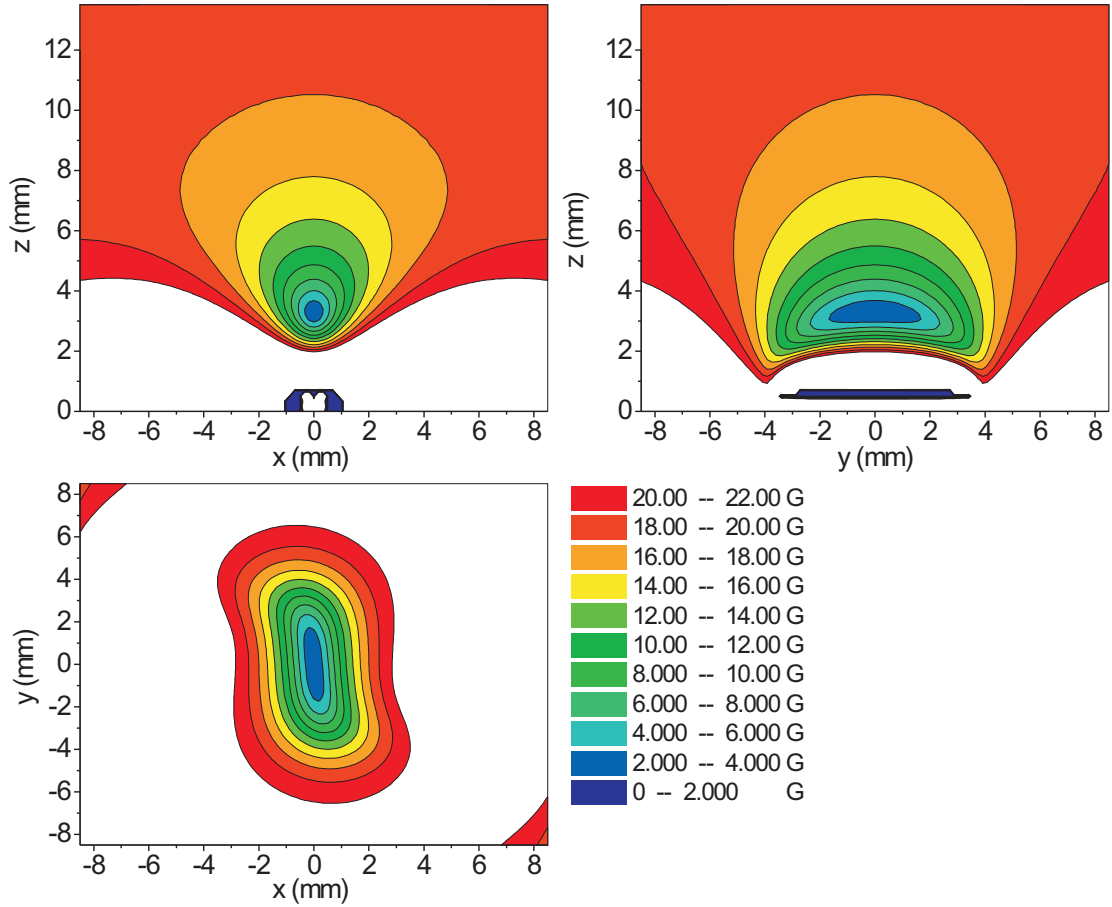 12
10
8
6
4
2
0
z (mm)
-8 -6 -4 -2 0 2 4 6 8
x (mm)
12
10
8
6
4
2
0
z (mm)
-8 -6 -4 -2 0 2 4 6 8
y (mm)
8
6
4
2
0
-2
-4
-6
-8
y (mm)
-8 -6 -4 -2 0 2 4 6 8
x (mm)
20.00 -- 22.00 G
18.00 -- 20.00 G
16.00 -- 18.00 G
14.00 -- 16.00 G
12.00 -- 14.00 G
10.00 -- 12.00 G
8.000 -- 10.00 G
6.000 -- 8.000 G
4.000 -- 6.000 G
2.000 -- 4.000 G
0 -- 2.000 G